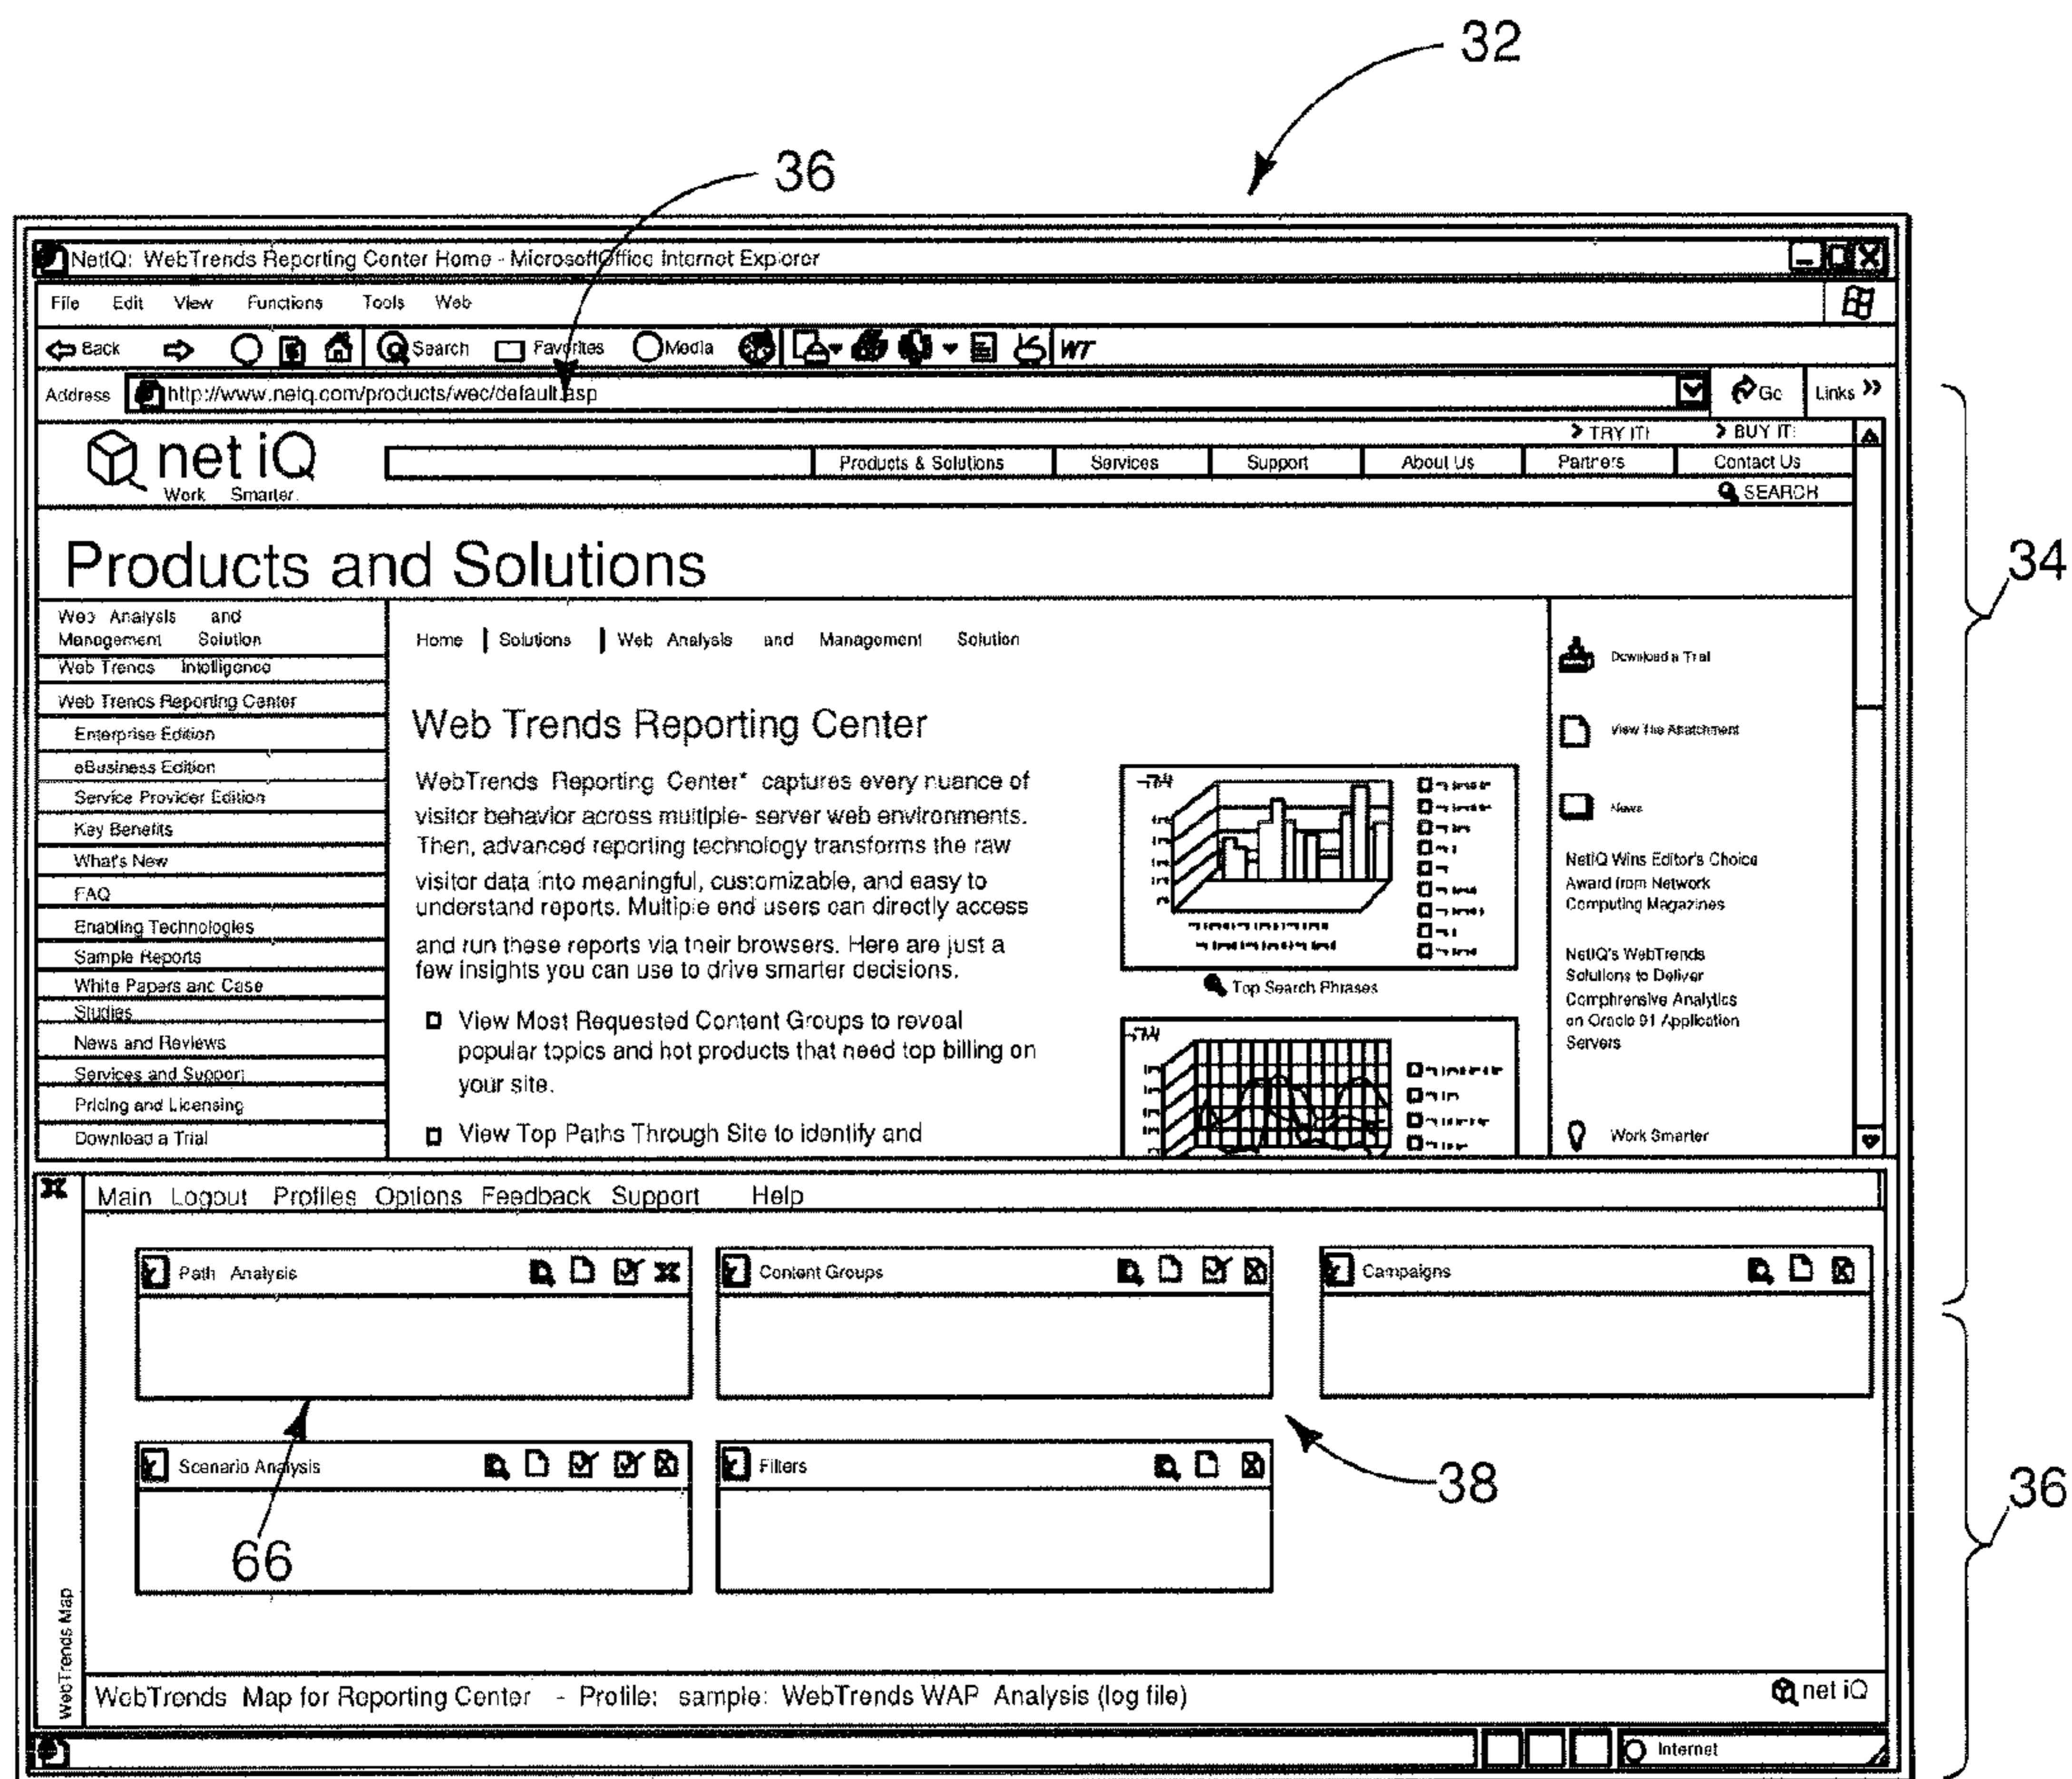 32
36
NetIQ: WebTrends Reporting Center Home - MicrosoftOffice Internet Explorer
File Edit View Functions Tools Web
Back Search Favorites Media WT
Address http://www.netq.com/products/wec/default.asp Go Links »
net iQ
Work Smarter.
> TRY IT! > BUY IT!
Products & Solutions Services Support About Us Partners Contact Us
SEARCH
34
Products and Solutions
Web Analysis and
Management Solution
Web Trends Intelligence
Web Trends Reporting Center
Enterprise Edition
eBusiness Edition
Service Provider Edition
Key Benefits
What's New
FAQ
Enabling Technologies
Sample Reports
White Papers and Case
Studies
News and Reviews
Services and Support
Pricing and Licensing
Download a Trial
Home | Solutions | Web Analysis and Management Solution
Web Trends Reporting Center
WebTrends Reporting Center* captures every nuance of
visitor behavior across multiple- server web environments.
Then, advanced reporting technology transforms the raw
visitor data into meaningful, customizable, and easy to
understand reports. Multiple end users can directly access
and run these reports via their browsers. Here are just a
few insights you can use to drive smarter decisions.
View Most Requested Content Groups to reveal
popular topics and hot products that need top billing on
your site.
View Top Paths Through Site to identify and
Top Search Phrases
Download a Trial
View The Attatchment
News
NetIQ Wins Editor's Choice
Award from Network
Computing Magazines
NetIQ's WebTrends
Solutions to Deliver
Comphrensive Analytics
on Oracle 91 Application
Servers
Work Smarter
Main Logout Profiles Options Feedback Support Help
Path Analysis
Content Groups
Campaigns
Scenario Analysis
Filters
66
38
36
WebTrends Map
WebTrends Map for Reporting Center - Profile: sample: WebTrends WAP Analysis (log file)
net iQ
Internet